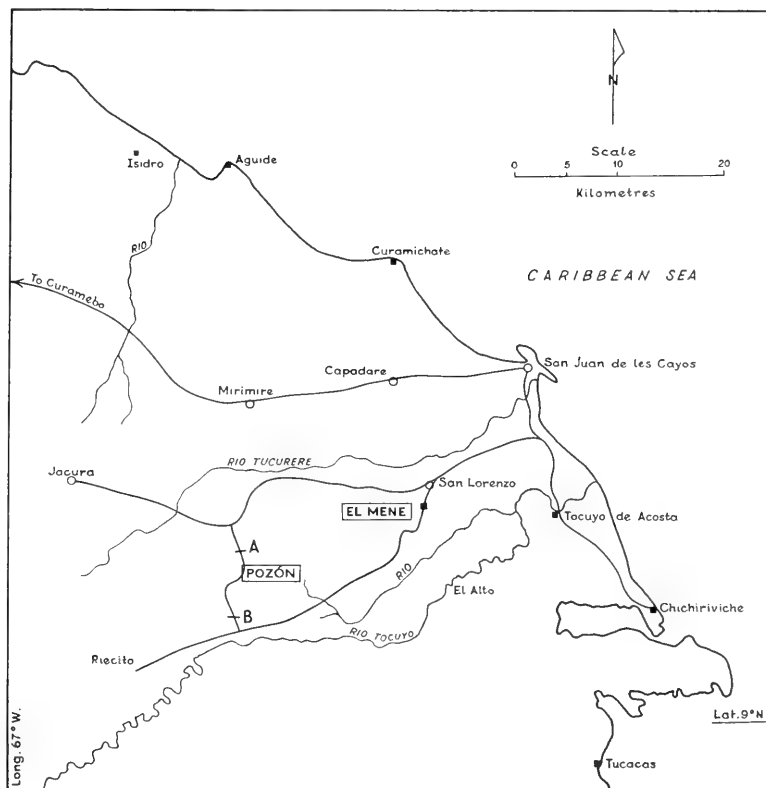 N
Scale
0 5 10 20
Kilometres
Isidro
Aguide
RIO
Curamichate
To Curamebo
CARIBBEAN SEA
San Juan de les Cayos
Capadare
Mirimire
Jacura
RIO TUCURERE
San Lorenzo
EL MENE
Tocuyo de Acosta
A
POZÓN
RIO
El Alto
B
Chichiriviche
RIO TOCUYO
Riecito
Long. 67° W.
Lat. 9° N
Tucacas